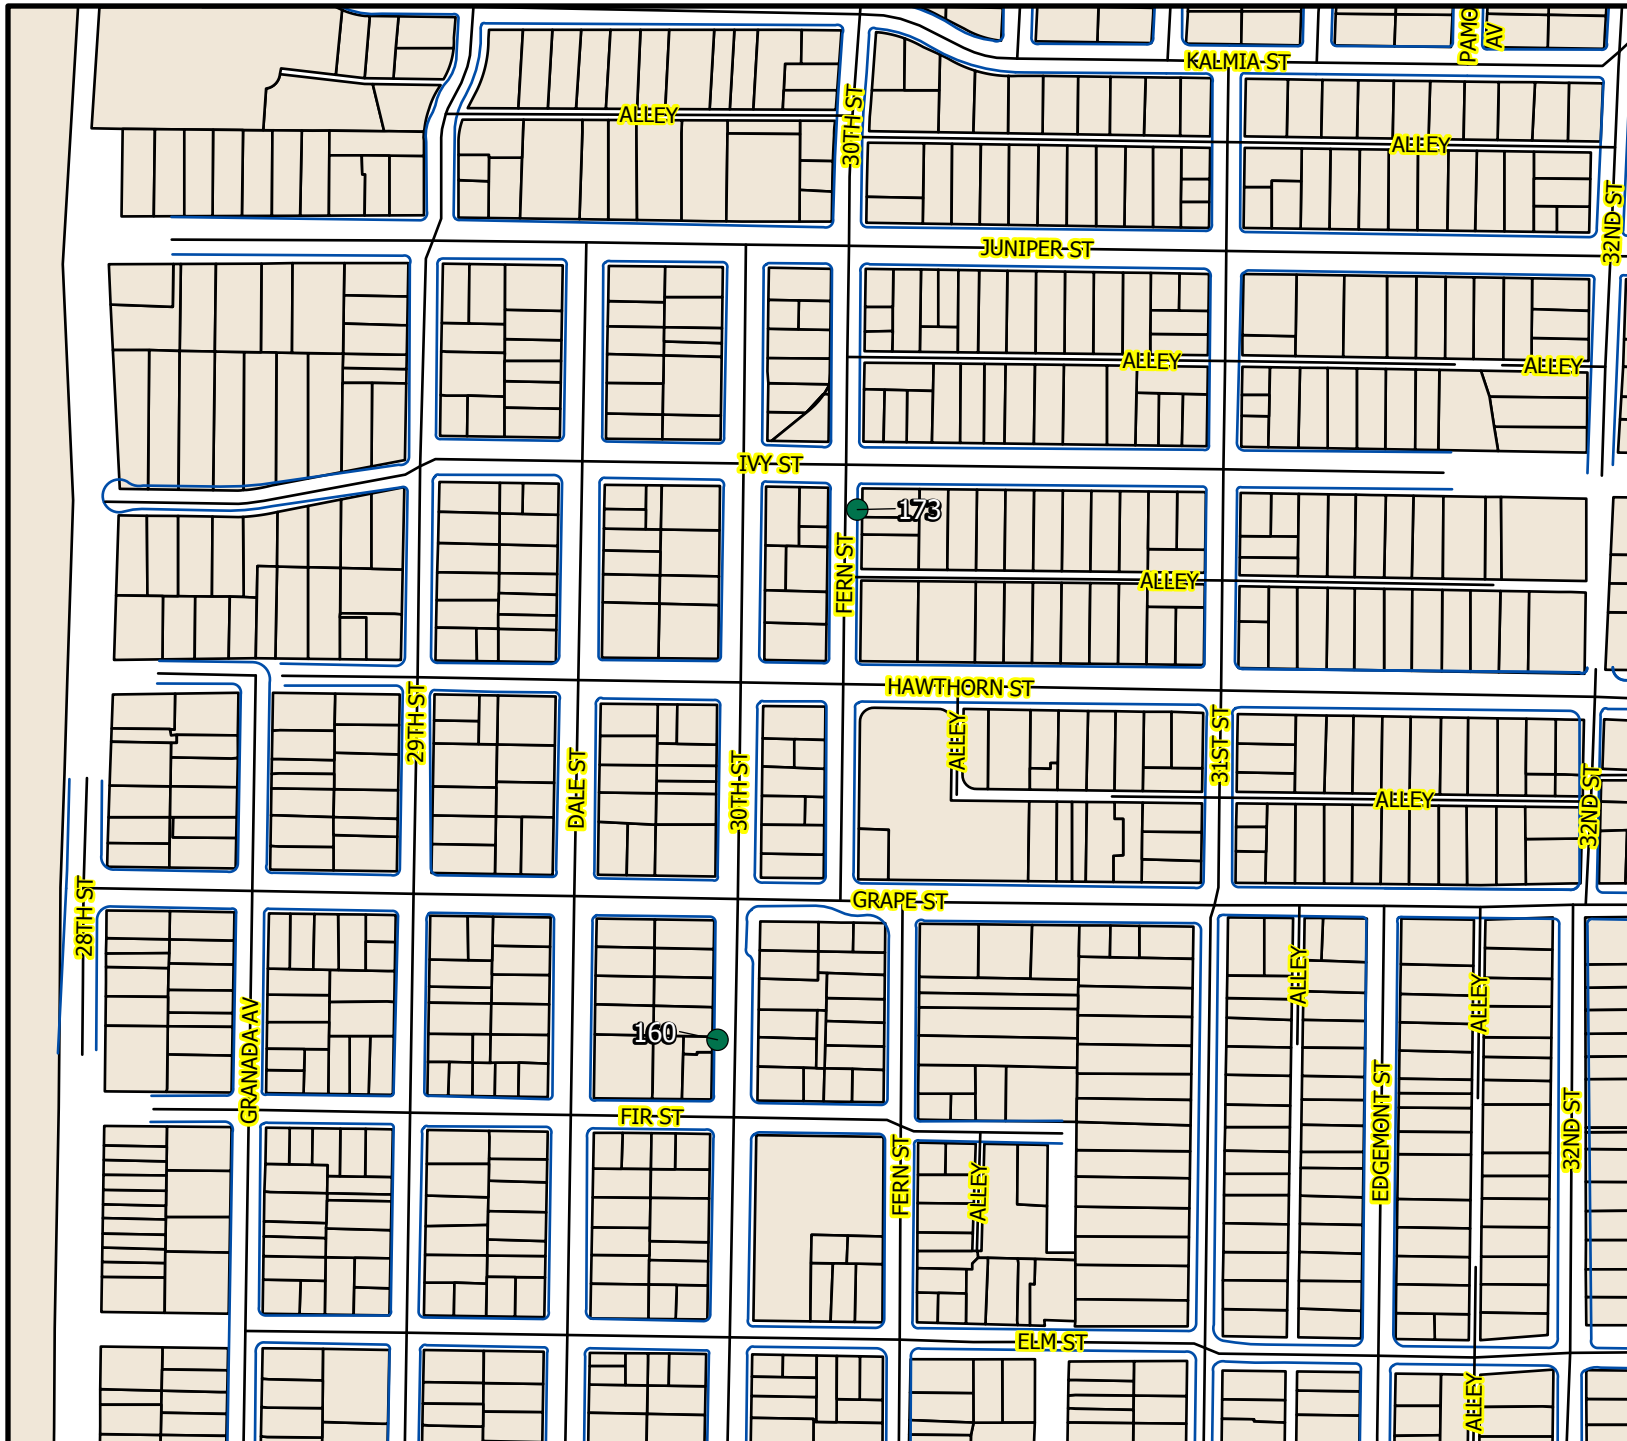 PAMO
AV
KALMIA ST
ALLEY
30TH ST
ALLEY
32ND ST
JUNIPER ST
ALLEY
ALLEY
IVY ST
173
FERN ST
ALLEY
HAWTHORN ST
29TH ST
ALLEY
31ST ST
DALE ST
30TH ST
32ND ST
ALLEY
28TH ST
GRAPE ST
ALLEY
ALLEY
160
GRANADA AV
FIR ST
EDGEMONT ST
32ND ST
FERN ST
ALLEY
ELM ST
ALLEY